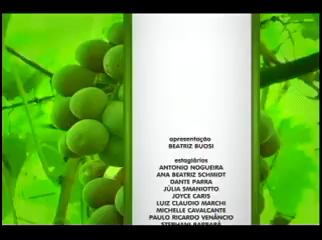 apresentação
BEATRIZ BUOSI
estagiários
ANTONIO NOGUEIRA
ANA BEATRIZ SCHMIDT
DANTE PARRA
JÚLIA SMANIOTTO
JOYCE CARIS
LUIZ CLAUDIO MARCHI
MICHELLE CAVALCANTE
PAULO RICARDO VENÂNCIO